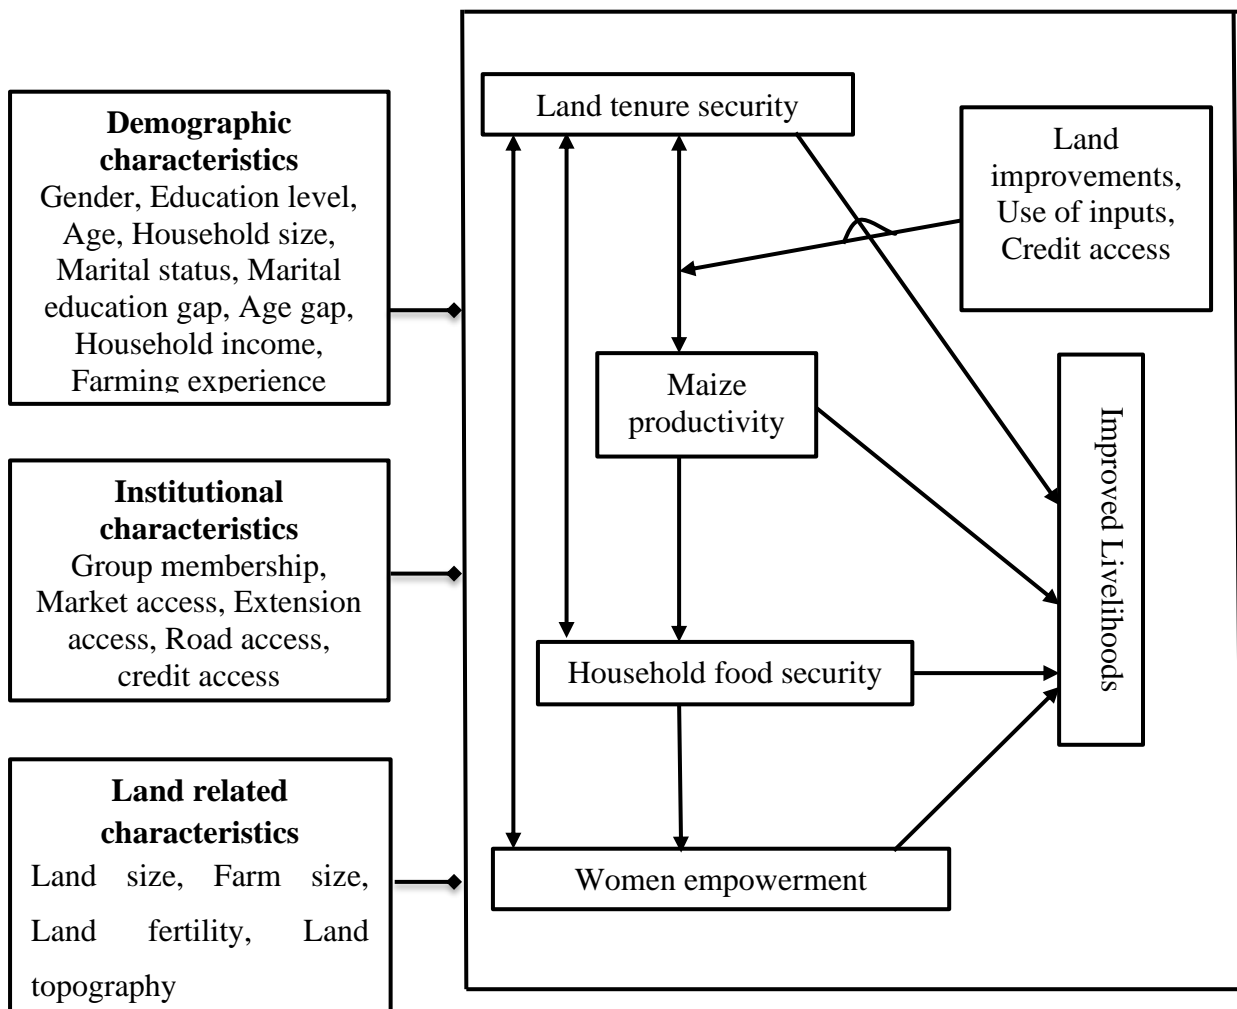 Demographic
characteristics
Gender, Education level,
Age, Household size,
Marital status, Marital
education gap, Age gap,
Household income,
Farming experience
Institutional
characteristics
Group membership,
Market access, Extension
access, Road access,
credit access
Land related
characteristics
Land size, Farm size,
Land fertility, Land
topography
Land tenure security
Land
improvements,
Use of inputs,
Credit access
Maize
productivity
Household food security
Women empowerment
Improved Livelihoods